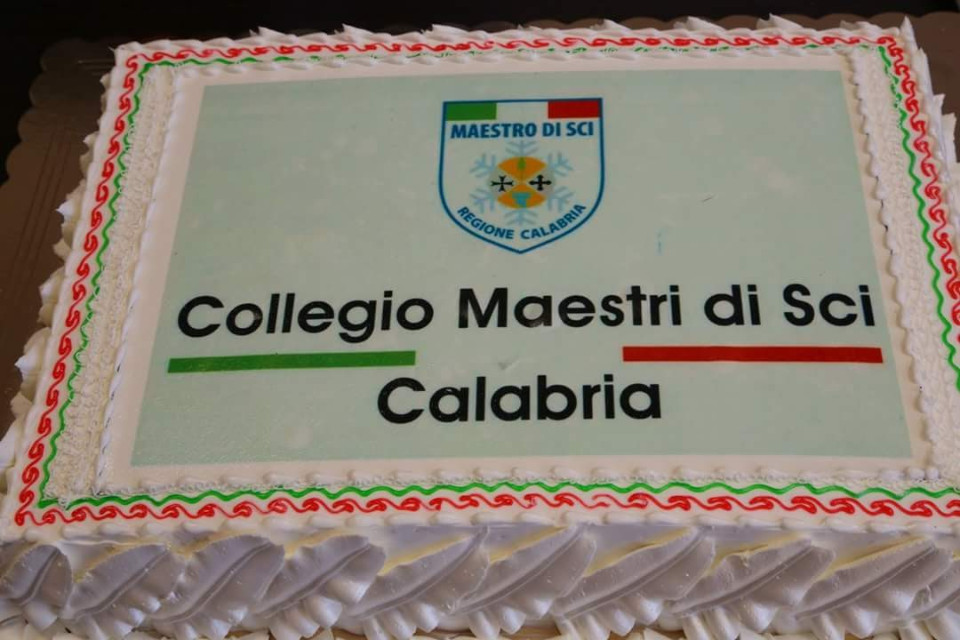 MAESTRO DI SCI
REGIONE CALABRIA
Collegio Maestri di Sci
Calabria